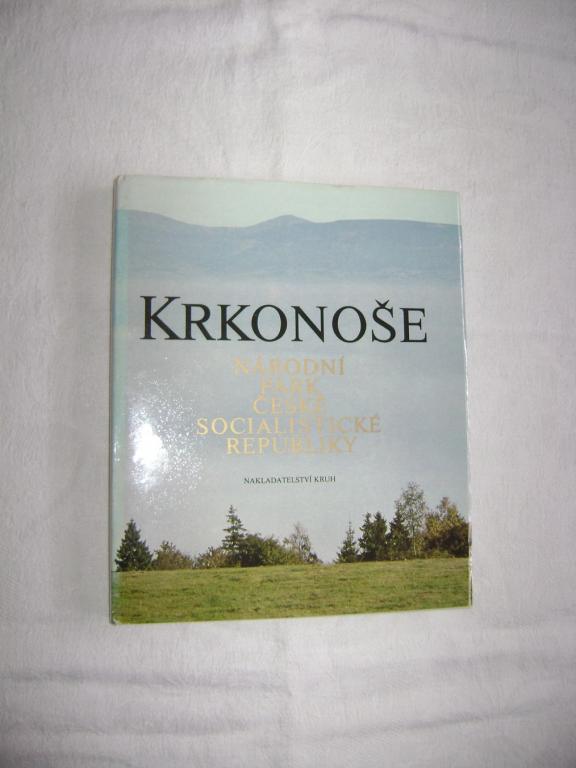 KRKONOŠE
NÁRODNÍ
PARK
ČESKÉ
SOCIALISTICKÉ
REPUBLIKY
NAKLADATELSTVÍ KRUH